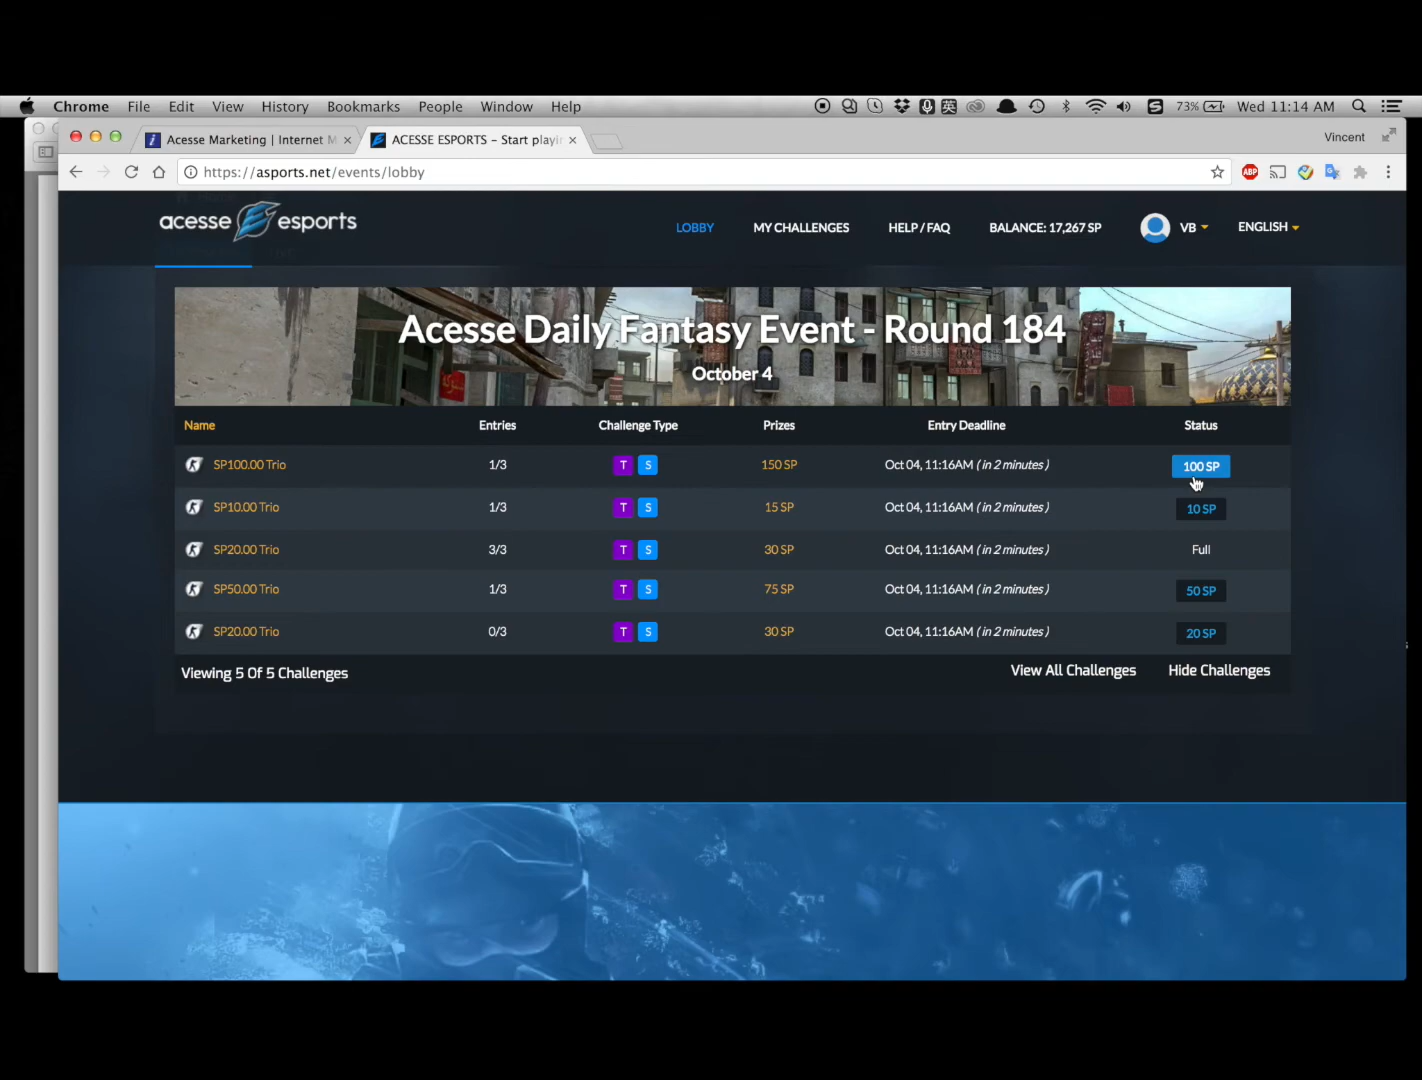 Chrome File Edit View History Bookmarks People Window Help 英 73% Wed 11:14 AM
Acesse Marketing | Internet M ACESSE ESPORTS - Start playin Vincent
https://asports.net/events/lobby ABP
acesse esports LOBBY MY CHALLENGES HELP / FAQ BALANCE: 17,267 SP VB ENGLISH
Acesse Daily Fantasy Event - Round 184
October 4
Name Entries Challenge Type Prizes Entry Deadline Status
SP100.00 Trio 1/3 T S 150 SP Oct 04, 11:16AM ( in 2 minutes ) 100 SP
SP10.00 Trio 1/3 T S 15 SP Oct 04, 11:16AM ( in 2 minutes ) 10 SP
SP20.00 Trio 3/3 T S 30 SP Oct 04, 11:16AM ( in 2 minutes ) Full
SP50.00 Trio 1/3 T S 75 SP Oct 04, 11:16AM ( in 2 minutes ) 50 SP
SP20.00 Trio 0/3 T S 30 SP Oct 04, 11:16AM ( in 2 minutes ) 20 SP
Viewing 5 Of 5 Challenges View All Challenges Hide Challenges